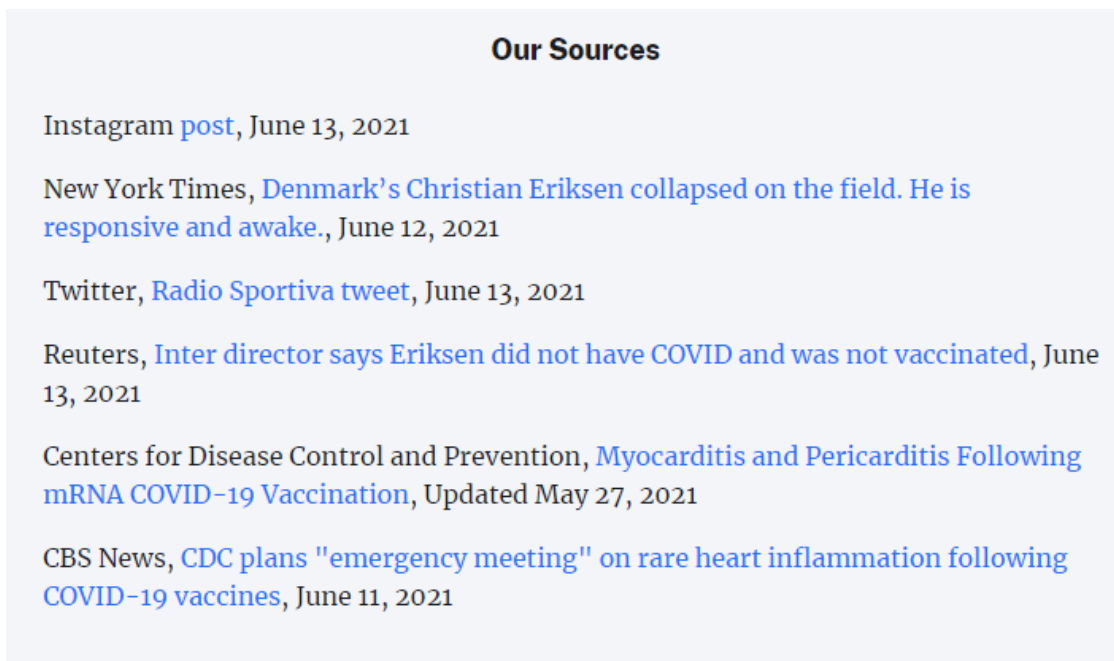 Our Sources
Instagram post, June 13, 2021
New York Times, Denmark’s Christian Eriksen collapsed on the field. He is
responsive and awake., June 12, 2021
Twitter, Radio Sportiva tweet, June 13, 2021
Reuters, Inter director says Eriksen did not have COVID and was not vaccinated, June
13, 2021
Centers for Disease Control and Prevention, Myocarditis and Pericarditis Following
mRNA COVID-19 Vaccination, Updated May 27, 2021
CBS News, CDC plans "emergency meeting" on rare heart inflammation following
COVID-19 vaccines, June 11, 2021